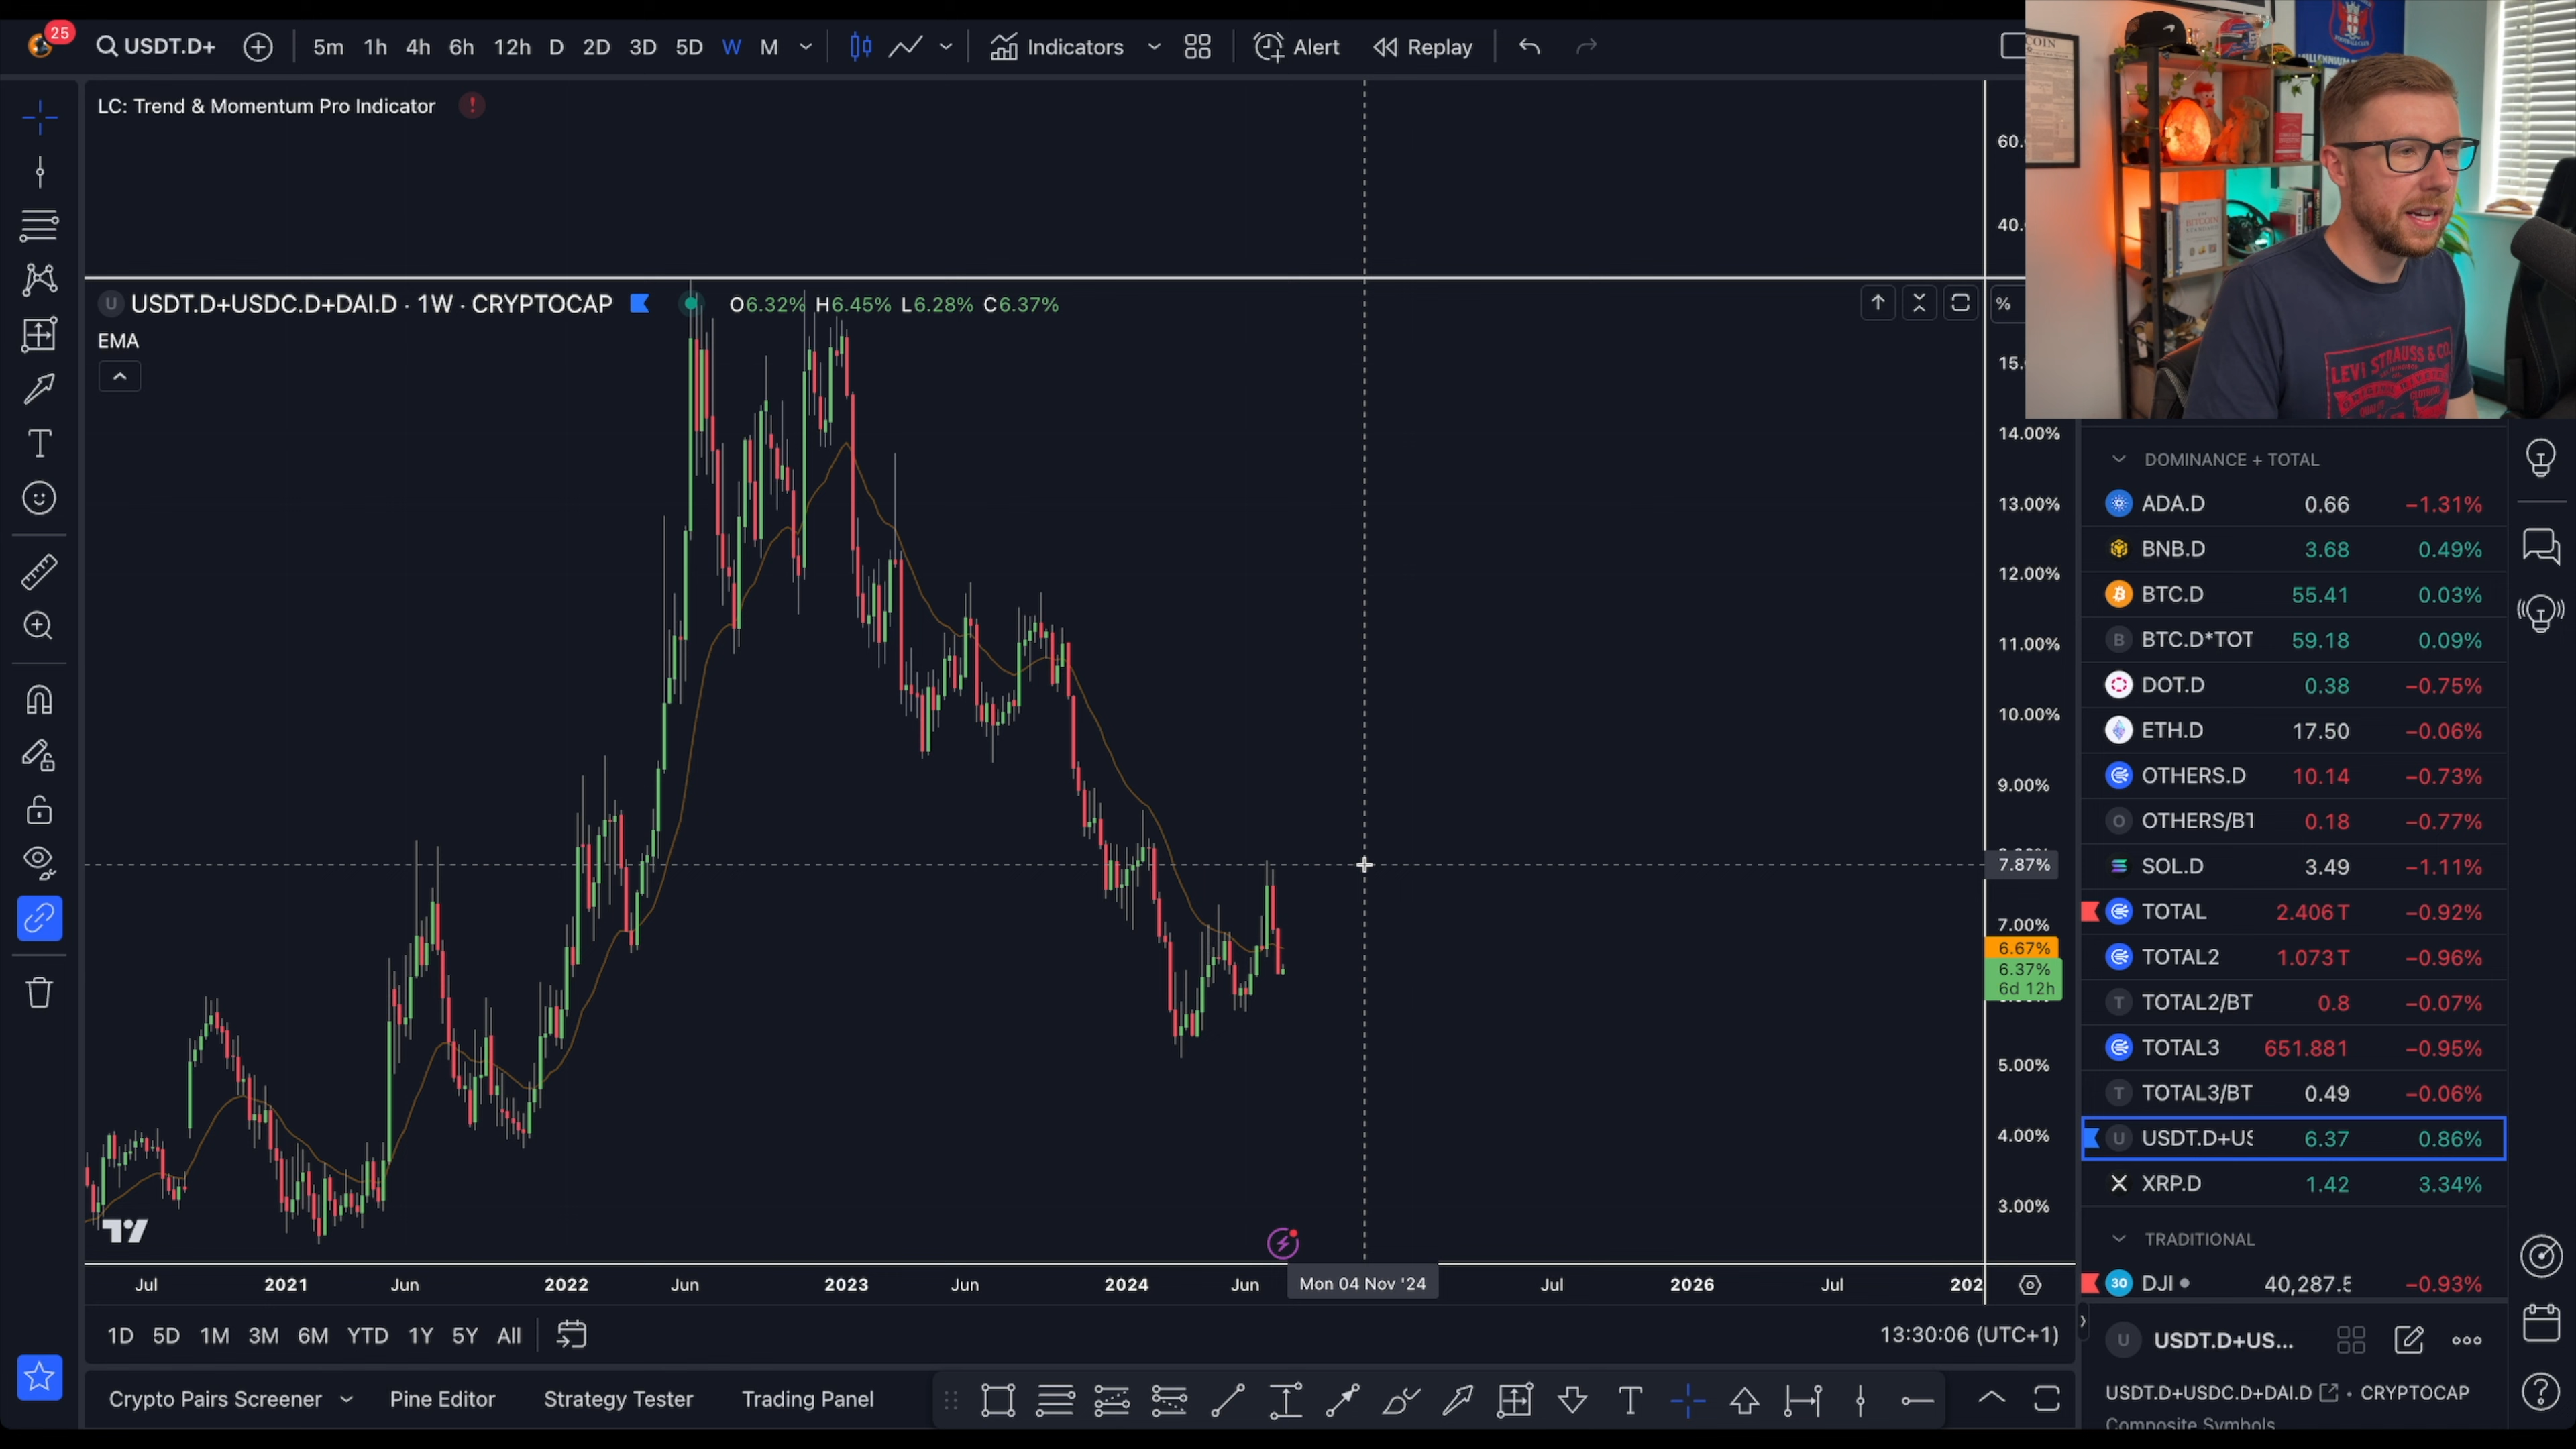 25
USDT.D+
5m 1h 4h 6h 12h D 2D 3D 5D W M
Indicators
Alert
Replay
LC: Trend & Momentum Pro Indicator
USDT.D+USDC.D+DAI.D · 1W · CRYPTOCAP
O6.32% H6.45% L6.28% C6.37%
EMA
%
60.
40.
15.
14.00%
13.00%
12.00%
11.00%
10.00%
9.00%
7.87%
7.00%
6.67%
6.37%
6d 12h
5.00%
4.00%
3.00%
Jul 2021 Jun 2022 Jun 2023 Jun 2024 Jun Mon 04 Nov '24 Jul 2026 Jul 202
1D 5D 1M 3M 6M YTD 1Y 5Y All
13:30:06 (UTC+1)
Crypto Pairs Screener
Pine Editor
Strategy Tester
Trading Panel
COIN
LEVI STRAUSS & CO.
DOMINANCE + TOTAL
ADA.D 0.66 −1.31%
BNB.D 3.68 0.49%
BTC.D 55.41 0.03%
B BTC.D*TOT 59.18 0.09%
DOT.D 0.38 −0.75%
ETH.D 17.50 −0.06%
OTHERS.D 10.14 −0.73%
O OTHERS/BT 0.18 −0.77%
SOL.D 3.49 −1.11%
TOTAL 2.406T −0.92%
TOTAL2 1.073T −0.96%
T TOTAL2/BT 0.8 −0.07%
TOTAL3 651.881 −0.95%
T TOTAL3/BT 0.49 −0.06%
U USDT.D+US 6.37 0.86%
XRP.D 1.42 3.34%
TRADITIONAL
30 DJI 40,287.5 −0.93%
U USDT.D+US...
USDT.D+USDC.D+DAI.D • CRYPTOCAP
Composite Symbols